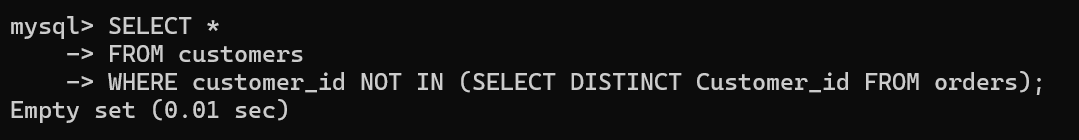 mysql> SELECT *
    -> FROM customers
    -> WHERE customer_id NOT IN (SELECT DISTINCT Customer_id FROM orders);
Empty set (0.01 sec)